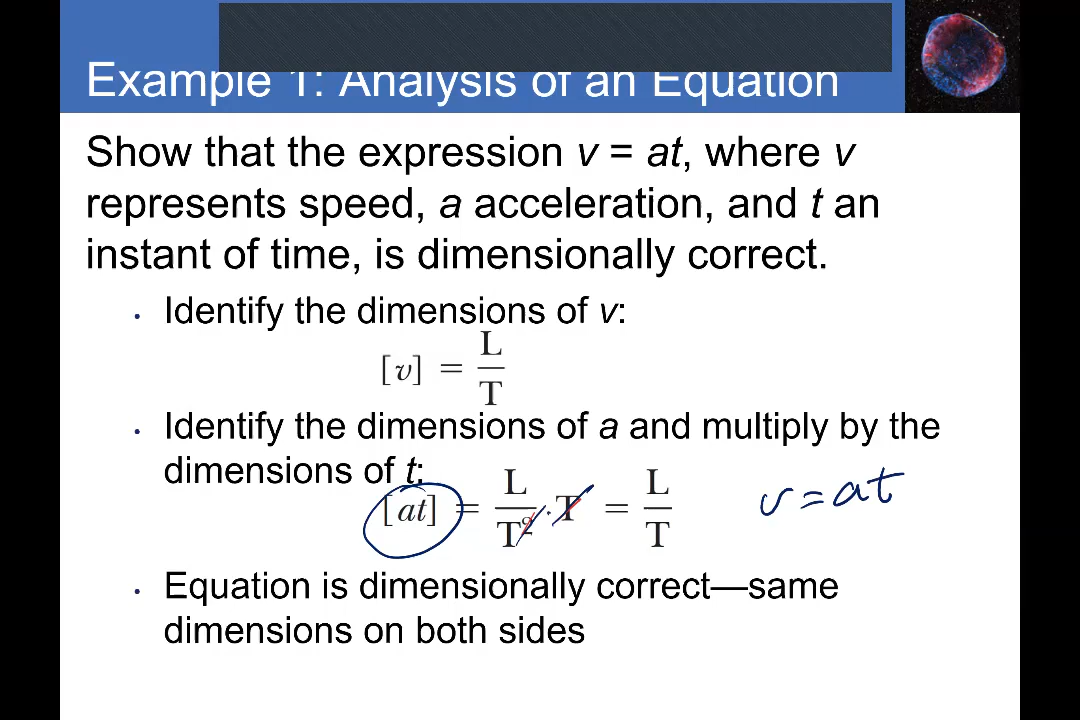 Example 1: Analysis of an Equation
Show that the expression v = at, where v
represents speed, a acceleration, and t an
instant of time, is dimensionally correct.
• Identify the dimensions of v:
[v] = L/T
• Identify the dimensions of a and multiply by the
dimensions of t:
[at] = L/T² · T = L/T
v = at
• Equation is dimensionally correct—same
dimensions on both sides